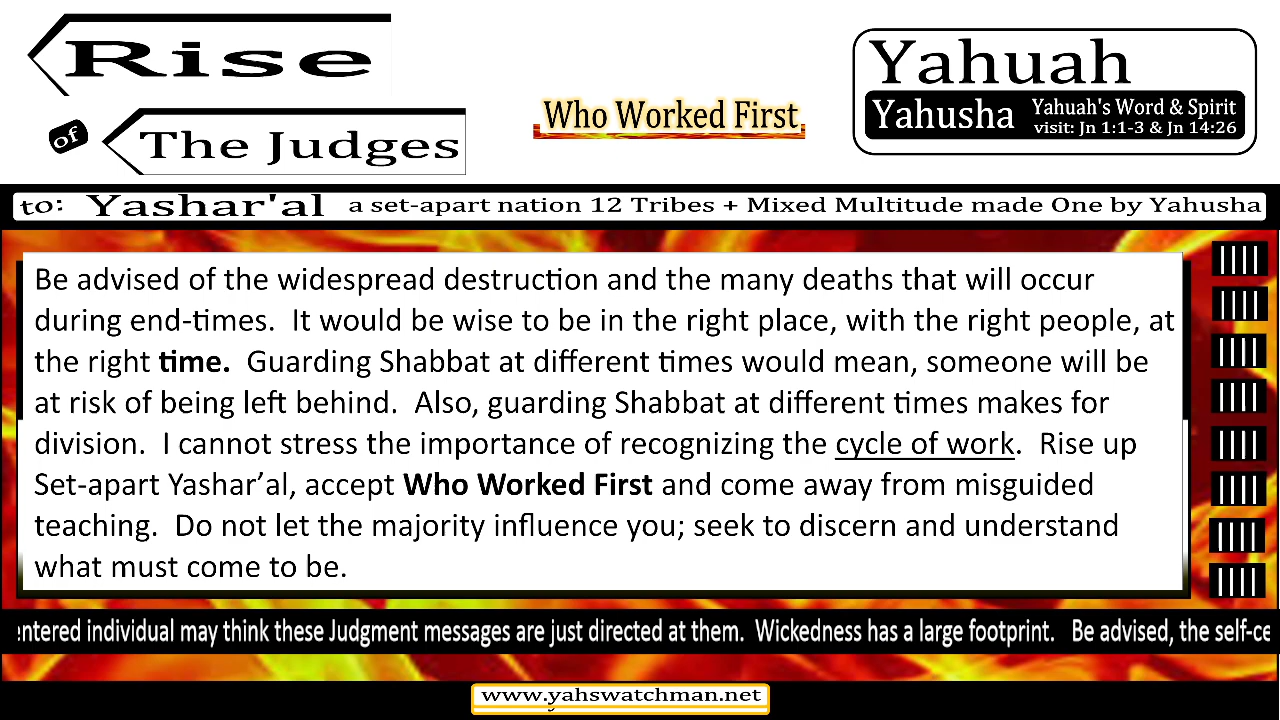 Rise
of
The Judges
Who Worked First
Yahuah
Yahusha Yahuah's Word & Spirit
visit: Jn 1:1-3 & Jn 14:26
to: Yashar'al a set-apart nation 12 Tribes + Mixed Multitude made One by Yahusha
Be advised of the widespread destruction and the many deaths that will occur
during end-times. It would be wise to be in the right place, with the right people, at
the right time. Guarding Shabbat at different times would mean, someone will be
at risk of being left behind. Also, guarding Shabbat at different times makes for
division. I cannot stress the importance of recognizing the cycle of work. Rise up
Set-apart Yashar’al, accept Who Worked First and come away from misguided
teaching. Do not let the majority influence you; seek to discern and understand
what must come to be.
entered individual may think these Judgment messages are just directed at them. Wickedness has a large footprint. Be advised, the self-ce
www.yahswatchman.net